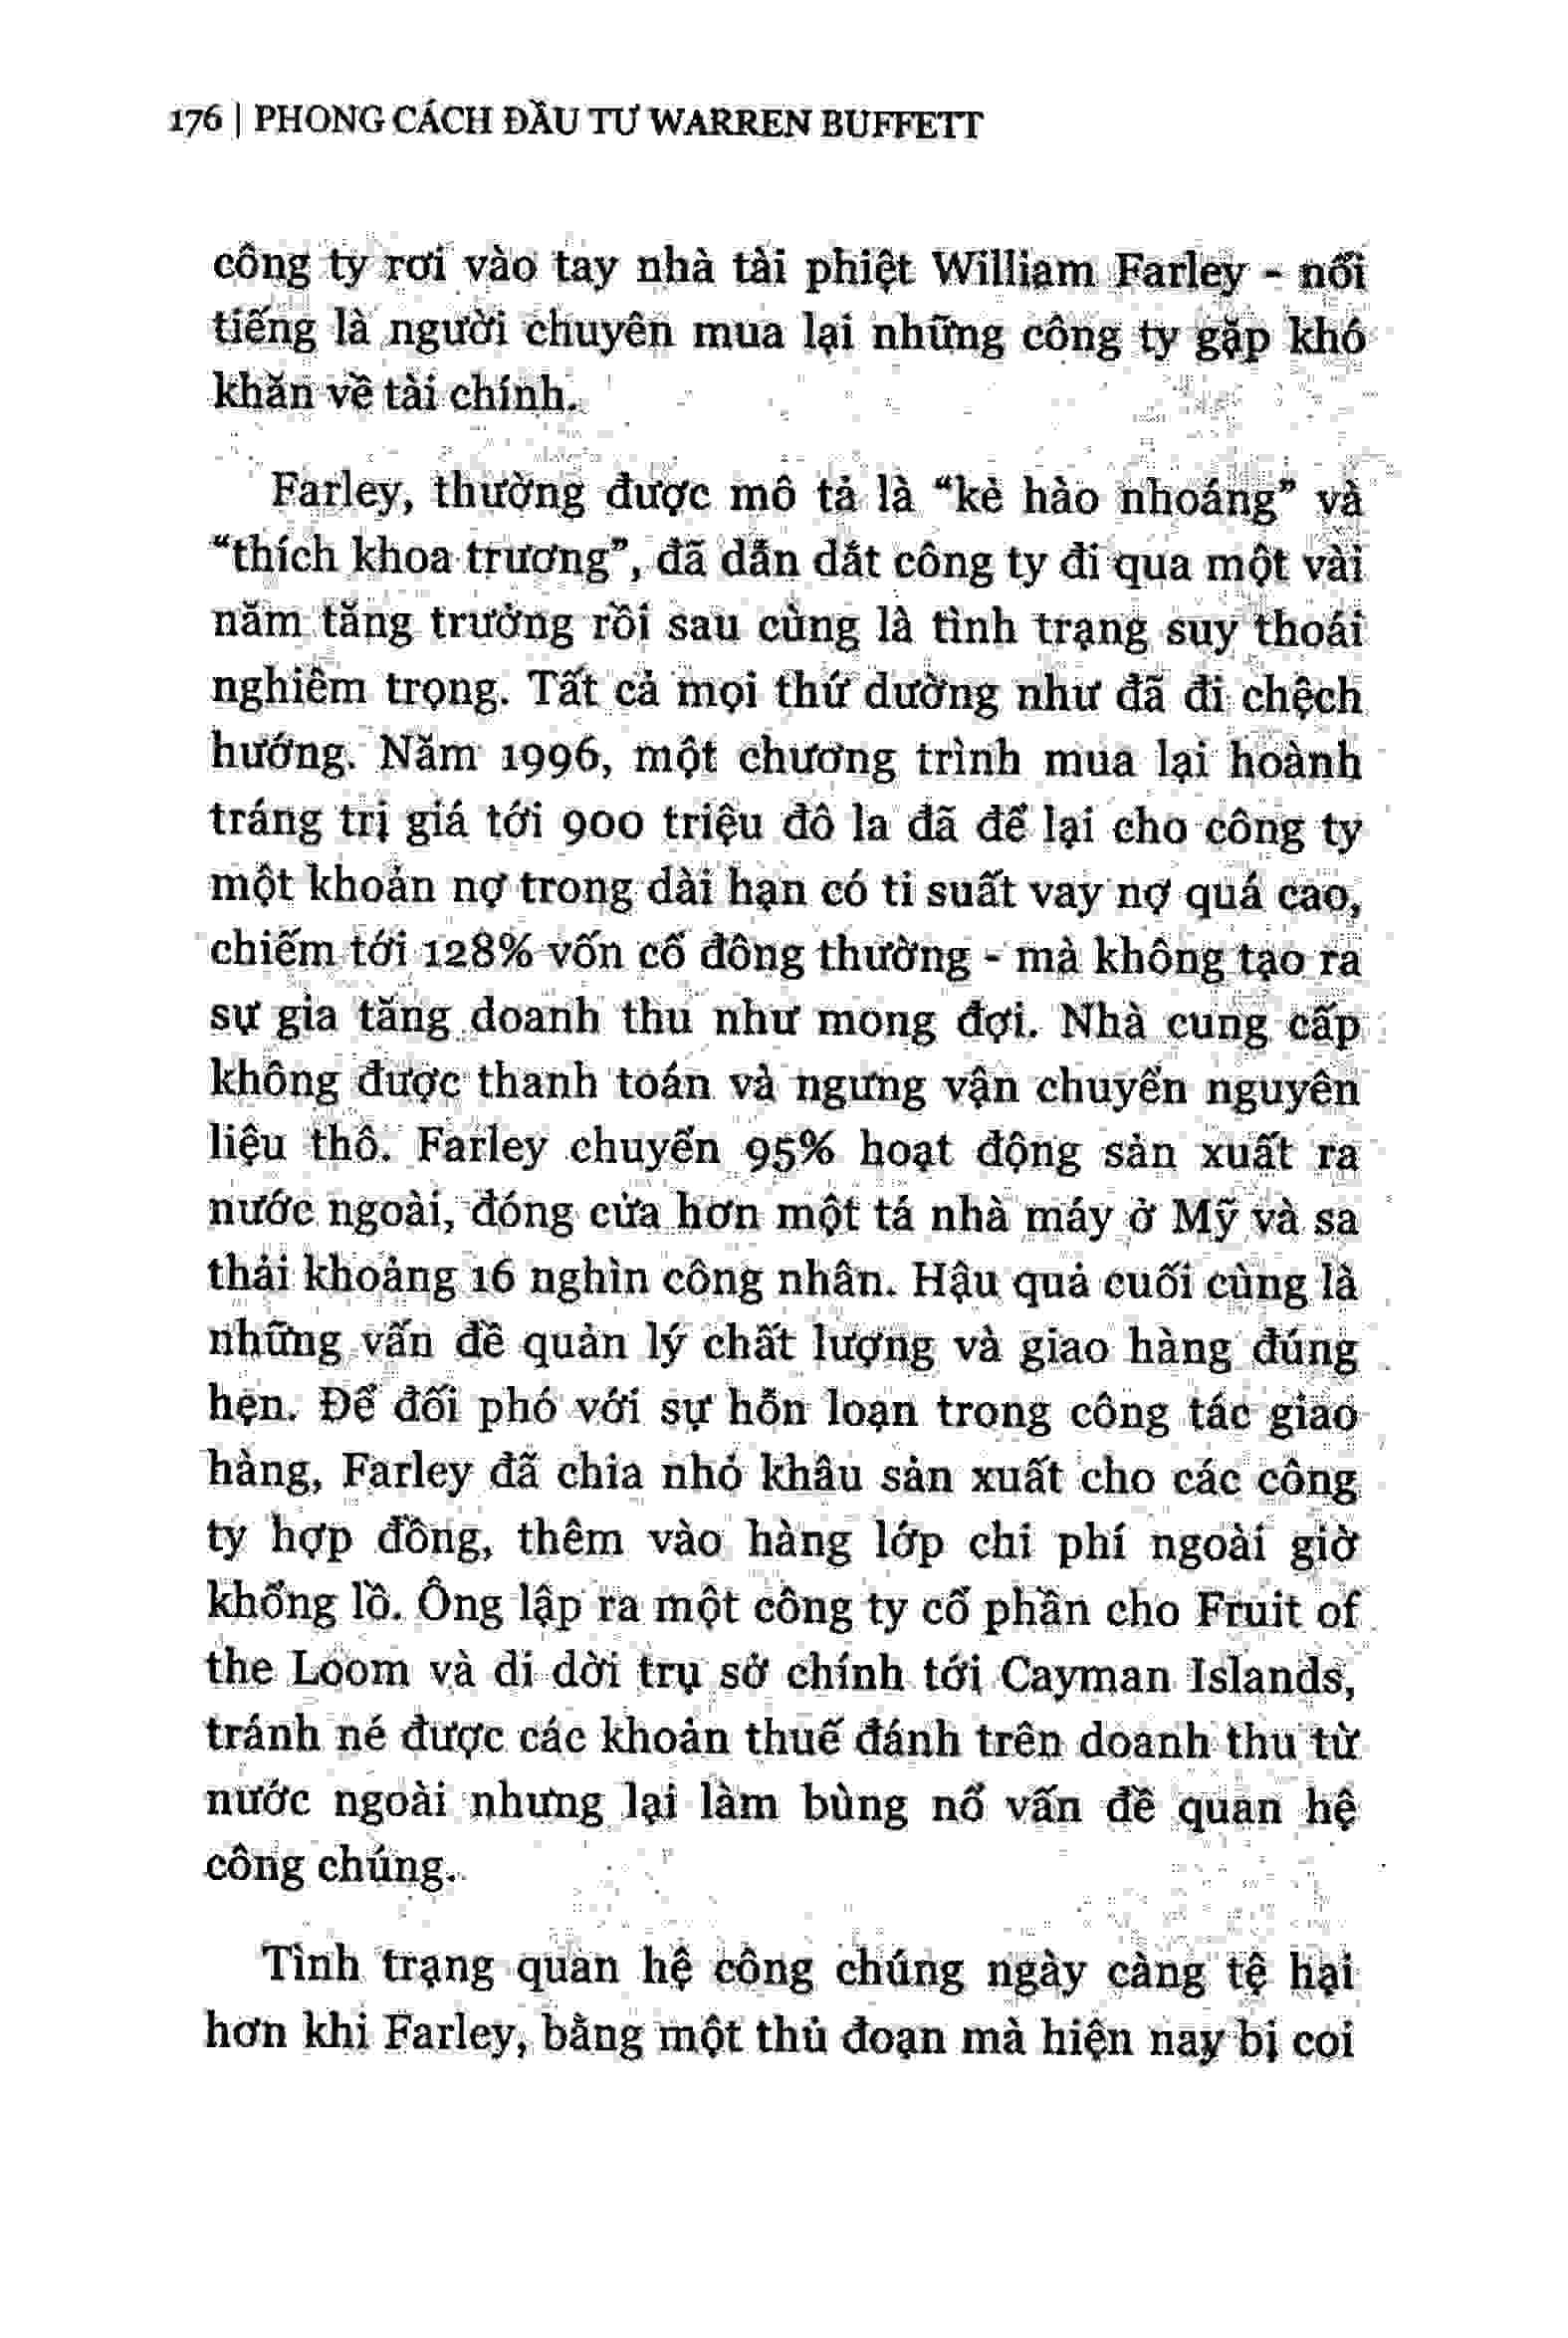 176 | PHONG CÁCH ĐẦU TƯ WARREN BUFFETT
công ty rơi vào tay nhà tài phiệt William Farley - nổi
tiếng là người chuyên mua lại những công ty gặp khó
khăn về tài chính.
Farley, thường được mô tả là “kẻ hào nhoáng” và
“thích khoa trương”, đã dẫn dắt công ty đi qua một vài
năm tăng trưởng rồi sau cùng là tình trạng suy thoái
nghiêm trọng. Tất cả mọi thứ dường như đã đi chệch
hướng. Năm 1996, một chương trình mua lại hoành
tráng trị giá tới 900 triệu đô la đã để lại cho công ty
một khoản nợ trong dài hạn có tỉ suất vay nợ quá cao,
chiếm tới 128% vốn cổ đông thường - mà không tạo ra
sự gia tăng doanh thu như mong đợi. Nhà cung cấp
không được thanh toán và ngưng vận chuyển nguyên
liệu thô. Farley chuyển 95% hoạt động sản xuất ra
nước ngoài, đóng cửa hơn một tá nhà máy ở Mỹ và sa
thải khoảng 16 nghìn công nhân. Hậu quả cuối cùng là
những vấn đề quản lý chất lượng và giao hàng đúng
hẹn. Để đối phó với sự hỗn loạn trong công tác giao
hàng, Farley đã chia nhỏ khâu sản xuất cho các công
ty hợp đồng, thêm vào hàng lớp chi phí ngoài giờ
khổng lồ. Ông lập ra một công ty cổ phần cho Fruit of
the Loom và di dời trụ sở chính tới Cayman Islands,
tránh né được các khoản thuế đánh trên doanh thu từ
nước ngoài nhưng lại làm bùng nổ vấn đề quan hệ
công chúng.
Tình trạng quan hệ công chúng ngày càng tệ hại
hơn khi Farley, bằng một thủ đoạn mà hiện nay bị coi